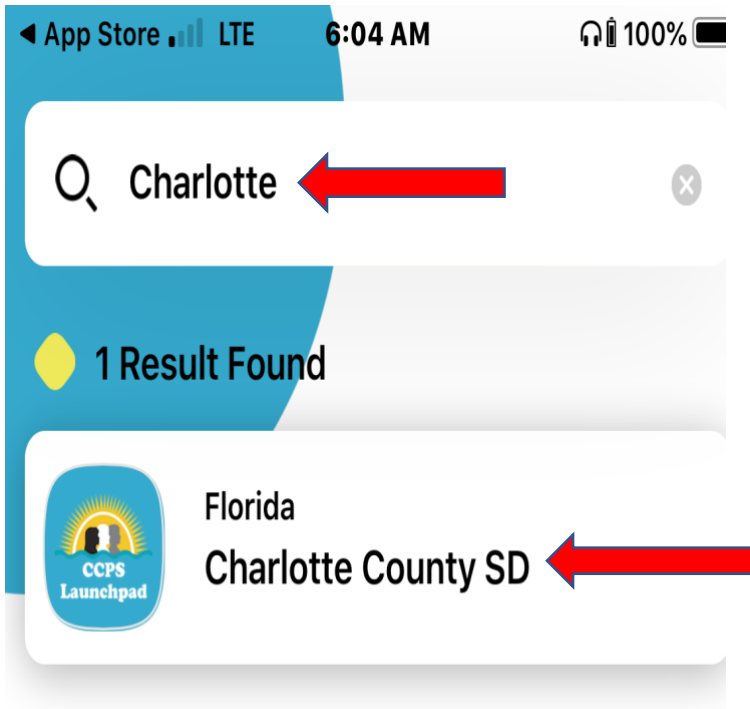 App Store LTE 6:04 AM 100%
Charlotte
1 Result Found
Florida
Charlotte County SD
CCPS
Launchpad